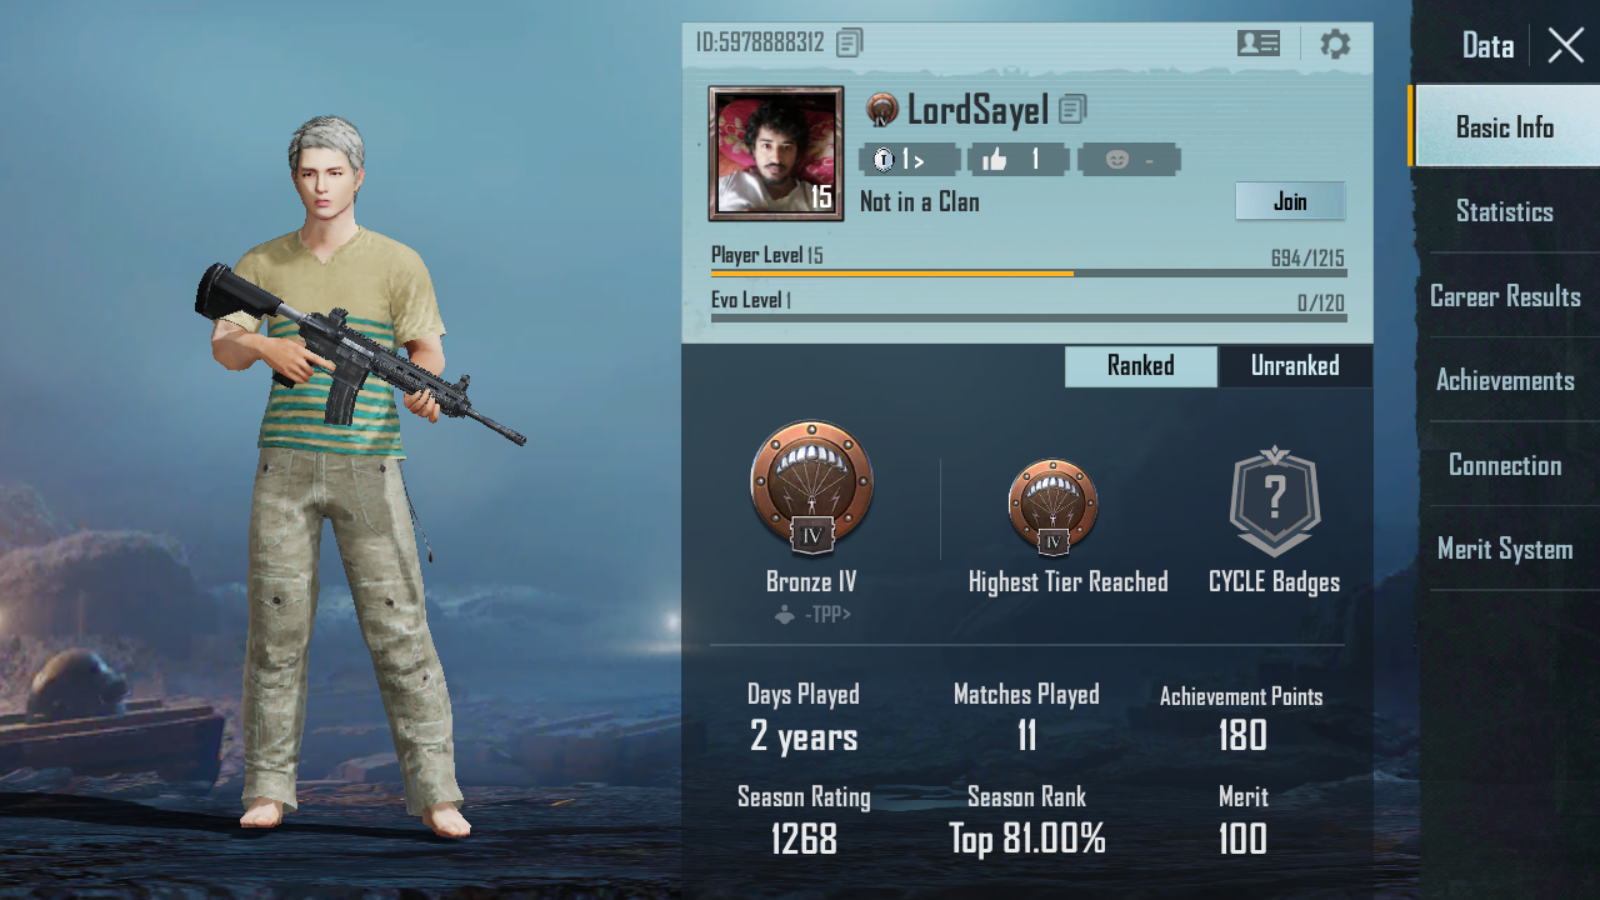 ID:5978888312
Data
LordSayel
IV
1>
1
-
15
Not in a Clan
Join
Player Level 15
694/1215
Evo Level 1
0/120
Ranked
Unranked
IV
IV
?
Bronze IV
Highest Tier Reached
CYCLE Badges
-TPP>
Days Played
Matches Played
Achievement Points
2 years
11
180
Season Rating
Season Rank
Merit
1268
Top 81.00%
100
Basic Info
Statistics
Career Results
Achievements
Connection
Merit System